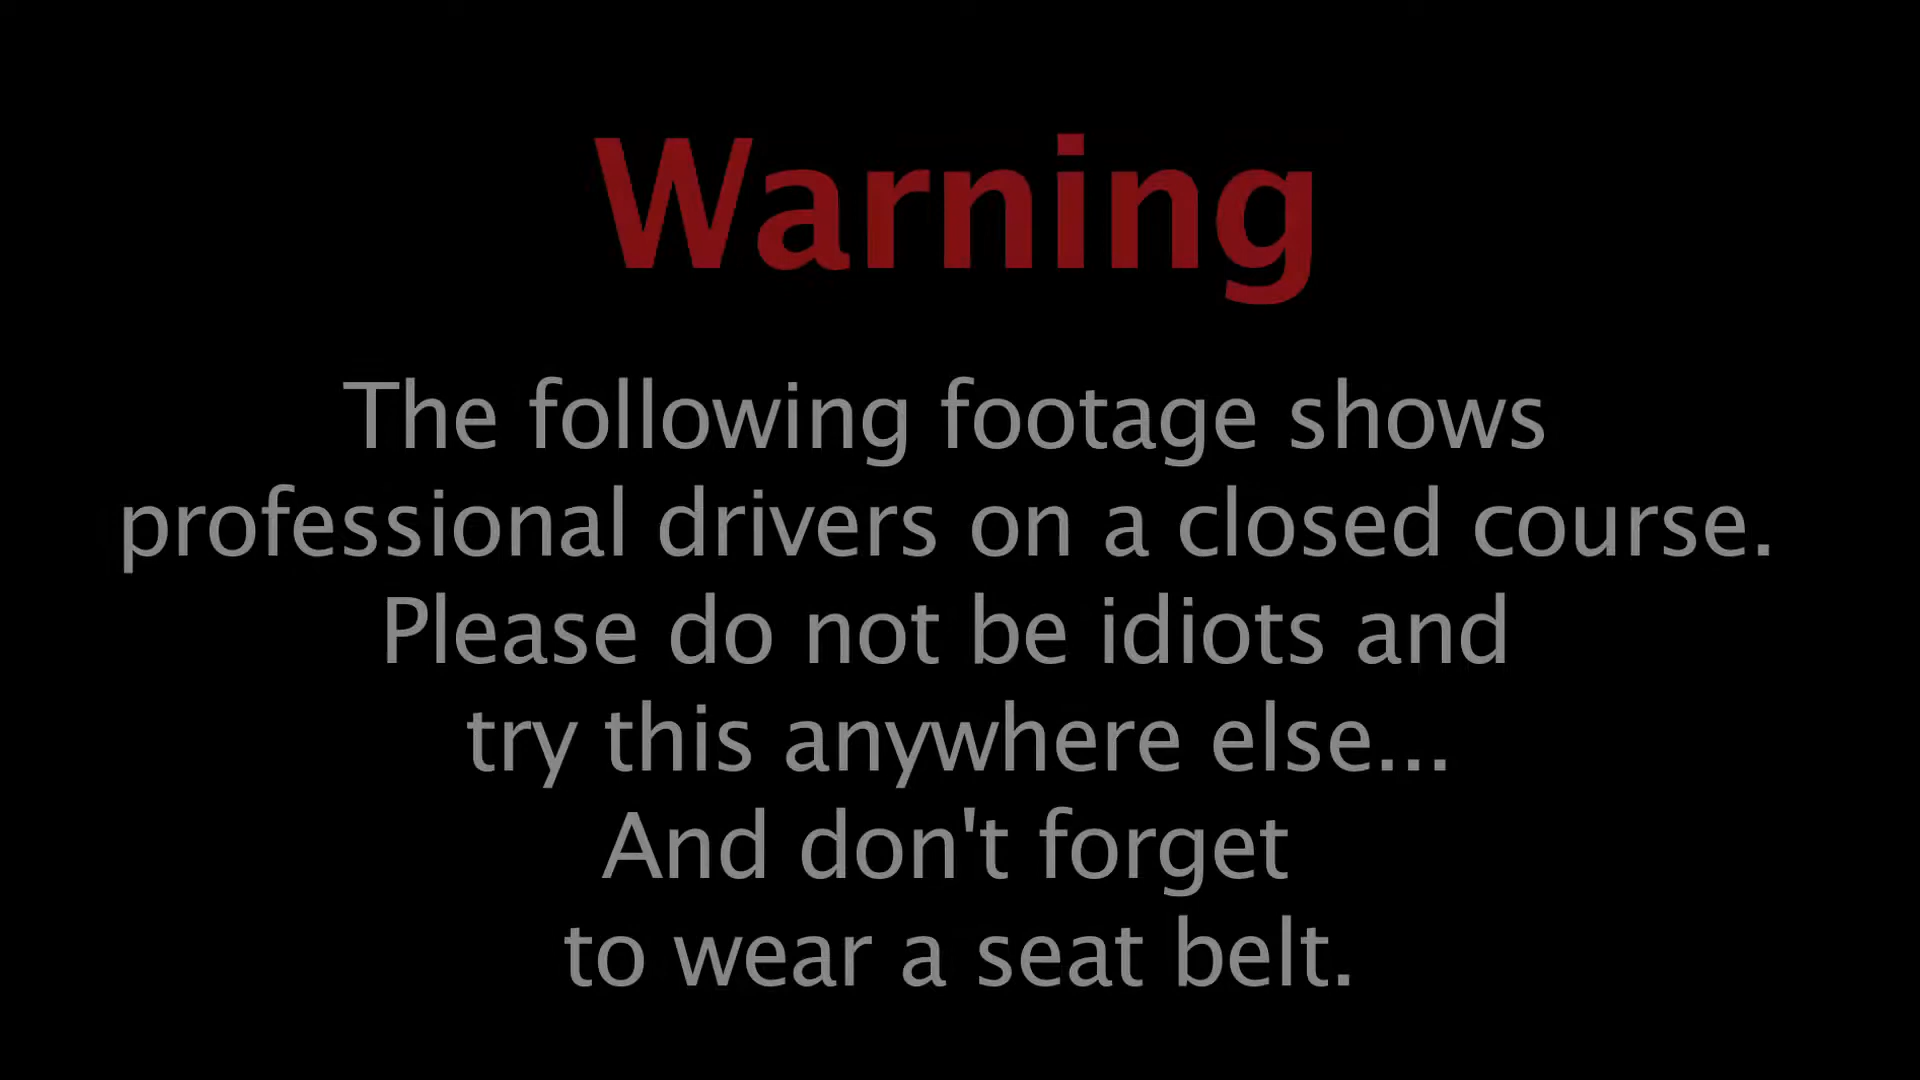 Warning
The following footage shows
professional drivers on a closed course.
Please do not be idiots and
try this anywhere else...
And don't forget
to wear a seat belt.